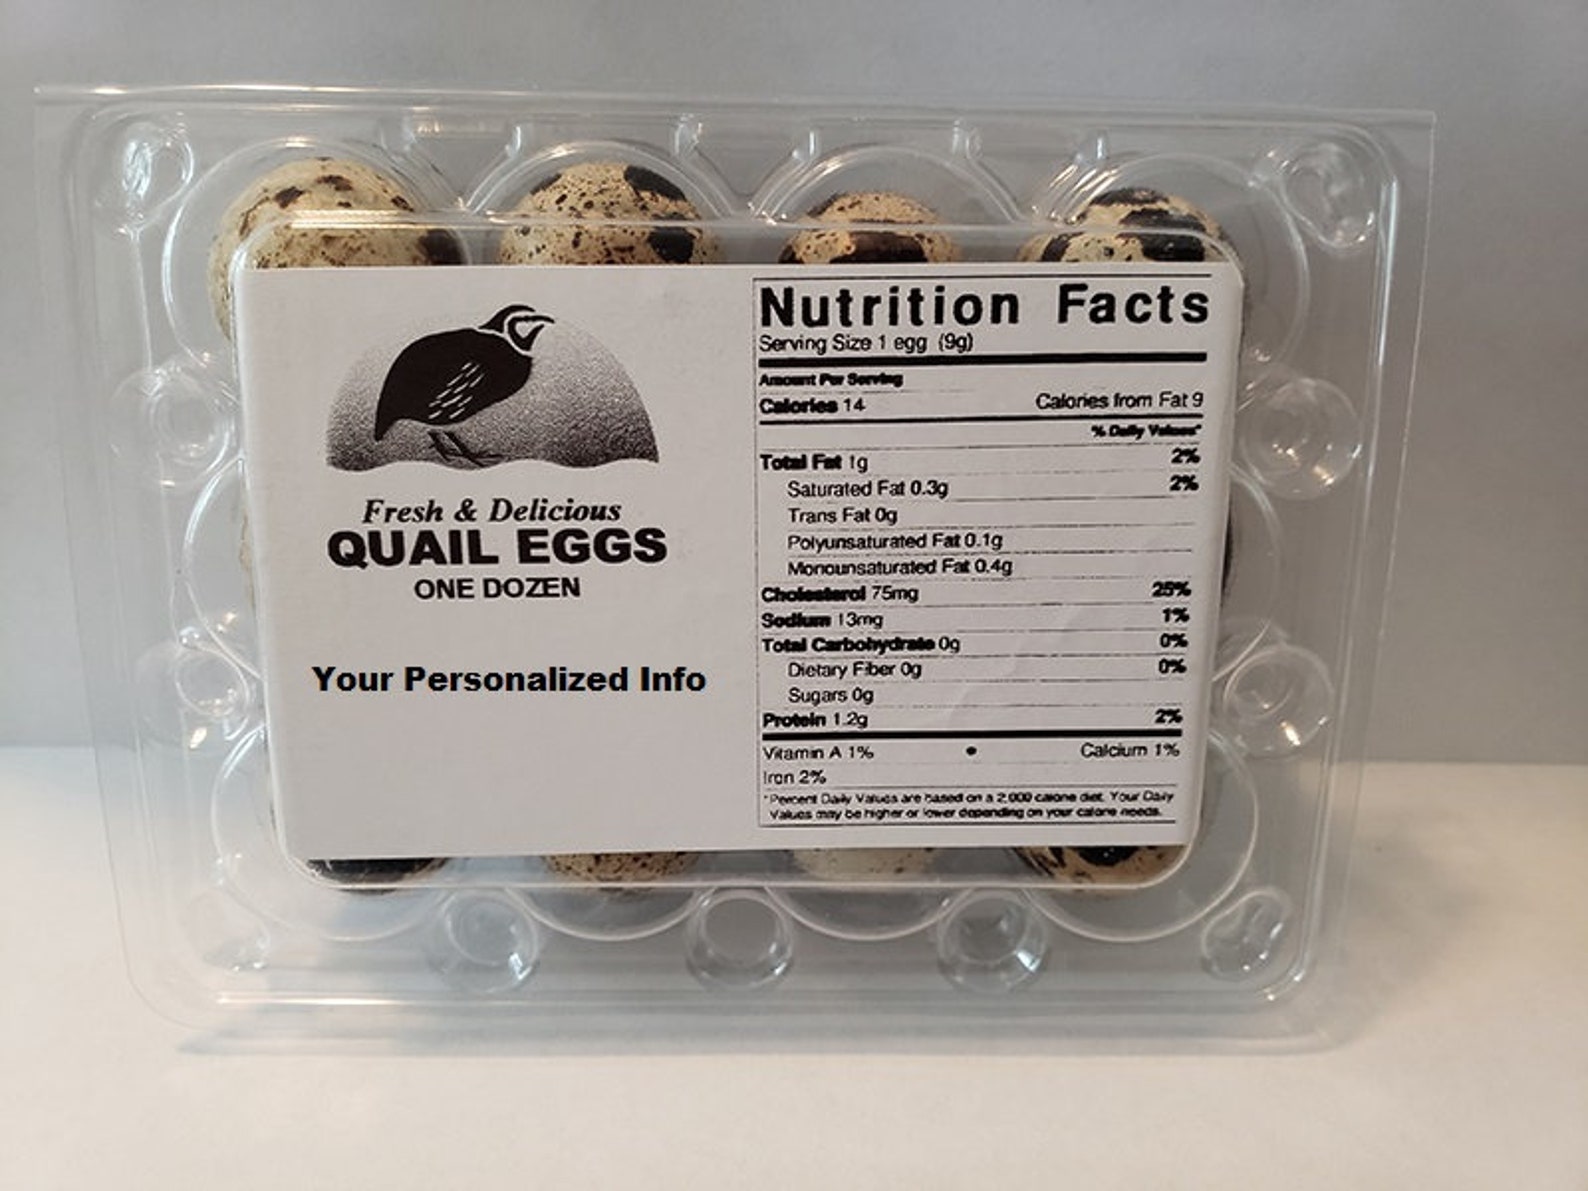 Fresh & Delicious
QUAIL EGGS
ONE DOZEN
Your Personalized Info
Nutrition Facts
Serving Size 1 egg (9g)
Amount Per Serving
Calories 14 Calories from Fat 9
% Daily Values*
Total Fat 1g 2%
Saturated Fat 0.3g 2%
Trans Fat 0g
Polyunsaturated Fat 0.1g
Monounsaturated Fat 0.4g
Cholesterol 75mg 25%
Sodium 13mg 1%
Total Carbohydrate 0g 0%
Dietary Fiber 0g 0%
Sugars 0g
Protein 1.2g 2%
Vitamin A 1% • Calcium 1%
Iron 2%
*Percent Daily Values are based on a 2,000 calorie diet. Your Daily
Values may be higher or lower depending on your calorie needs.